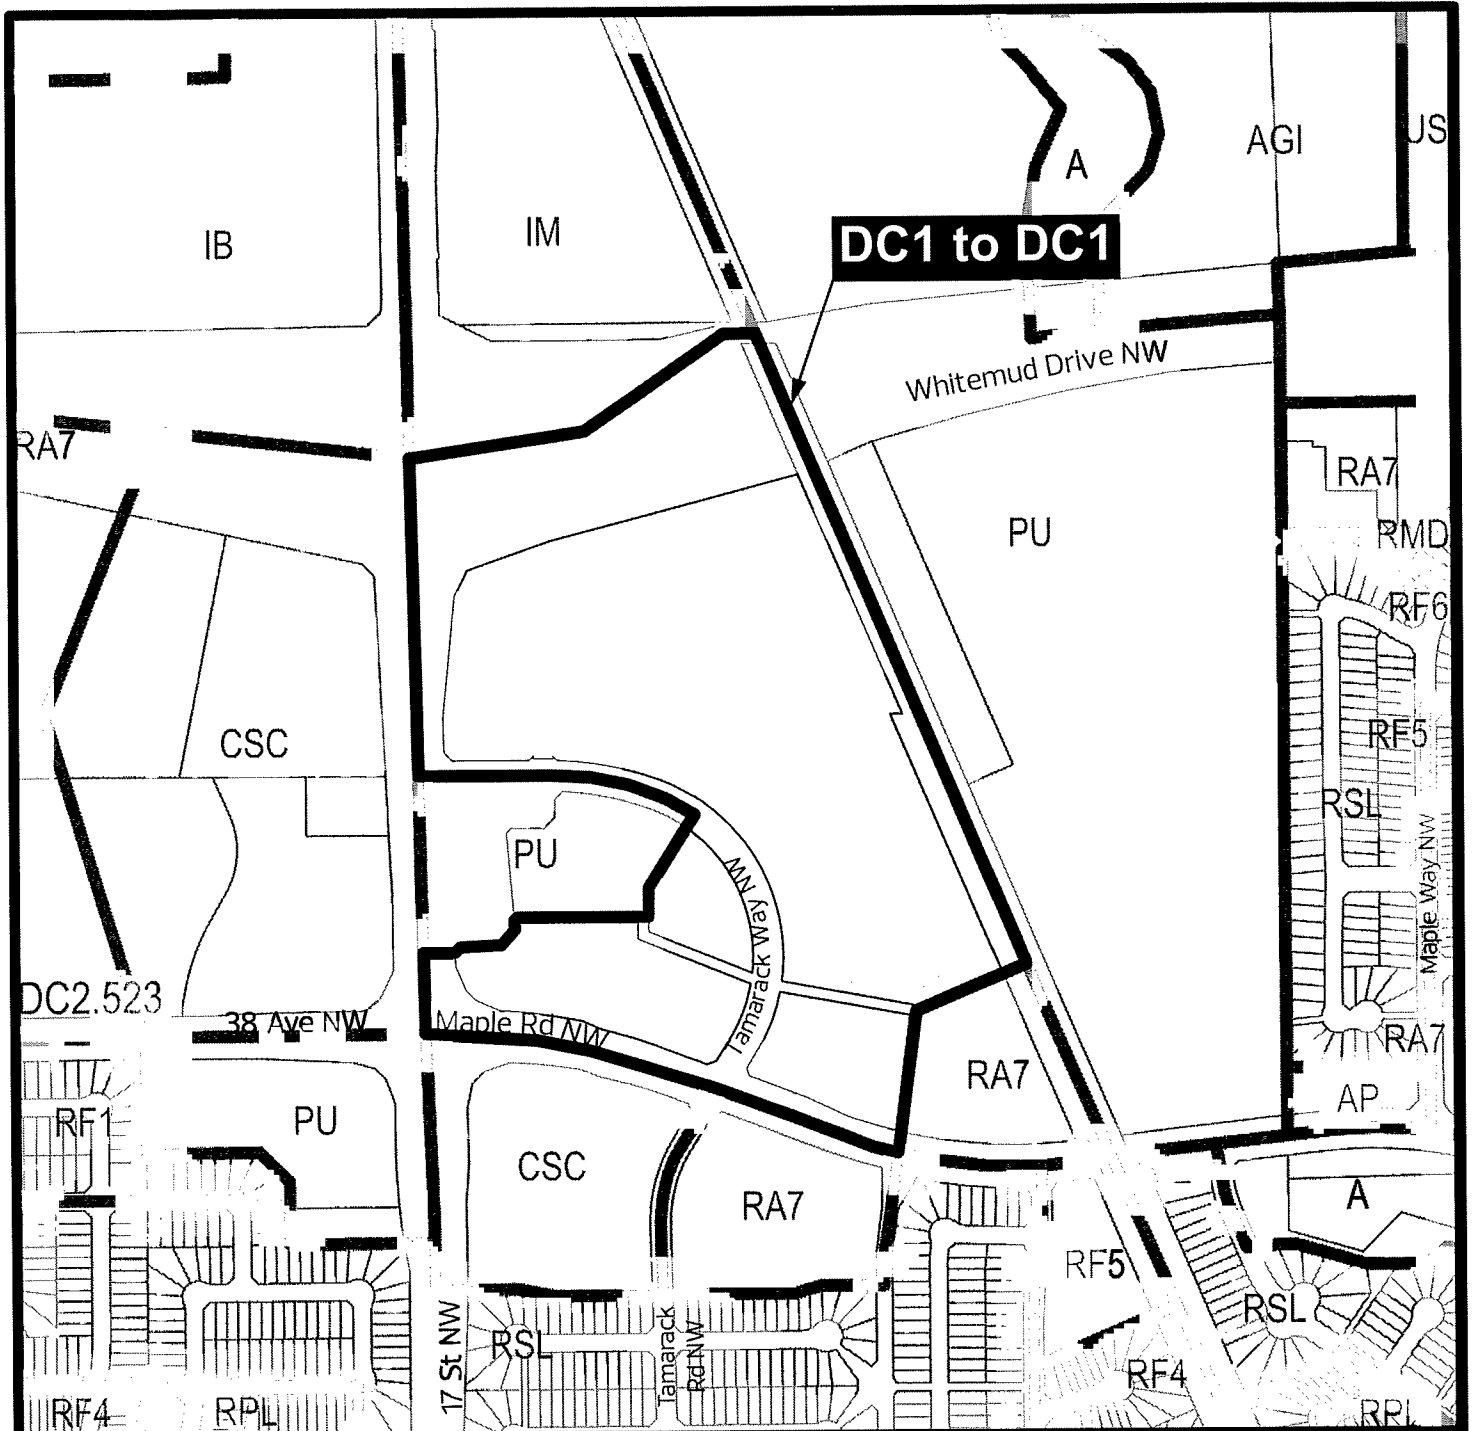 US
AGI
A
IM
IB
DC1 to DC1
Whitemud Drive NW
RA7
RA7
PU
RMD
RF6
CSC
RF5
RSL
PU
Maple Way NW
Tamarack Way NW
DC2.523
38 Ave NW
Maple Rd NW
RA7
RA7
AP
RF1
PU
CSC
RA7
A
RF5
RSL
17 St NW
RSL
Tamarack
Rd NW
RF4
RF4
RPL
RPL